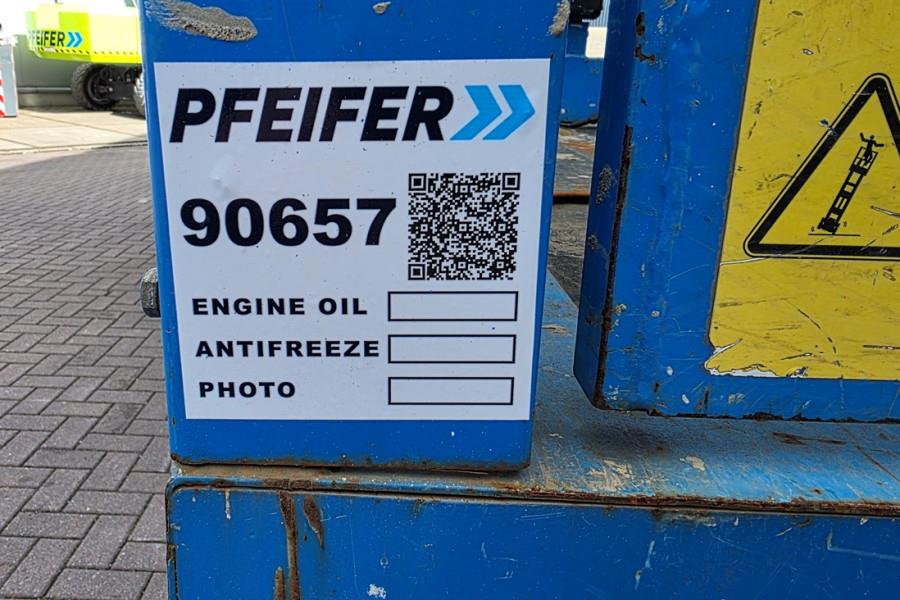 PFEIFER
PFEIFER
90657
ENGINE OIL
ANTIFREEZE
PHOTO